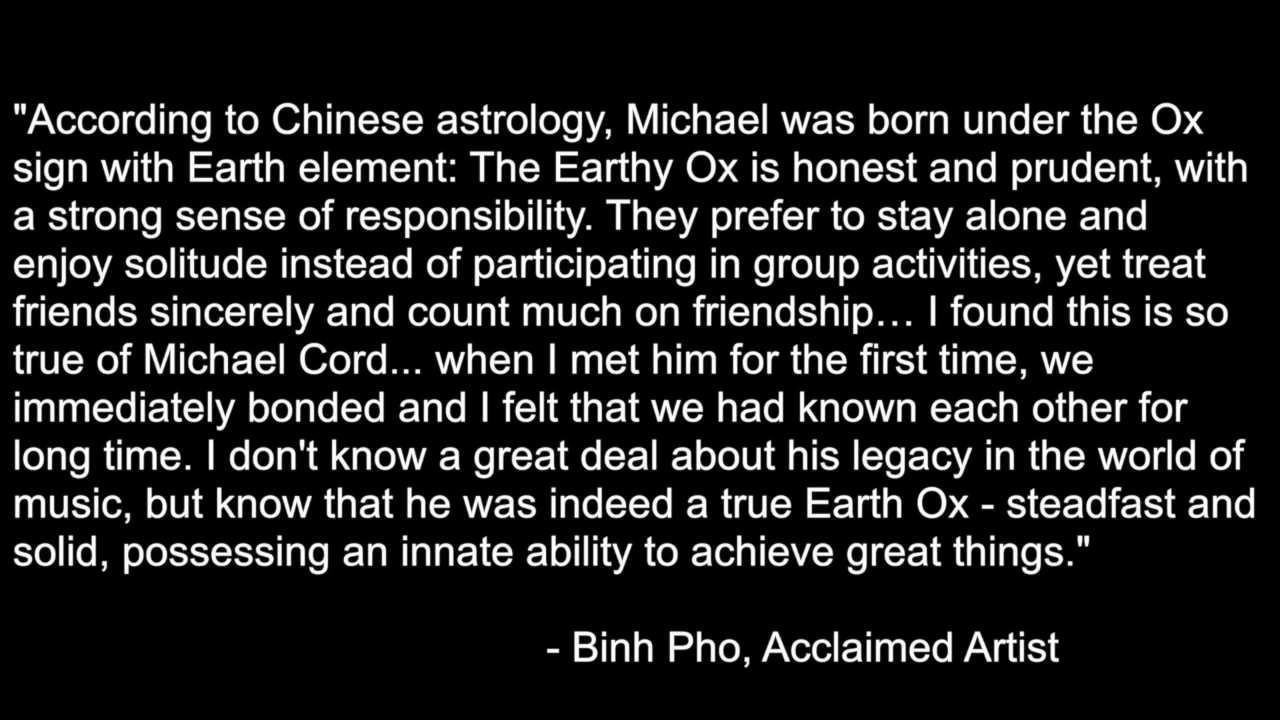 "According to Chinese astrology, Michael was born under the Ox
sign with Earth element: The Earthy Ox is honest and prudent, with
a strong sense of responsibility. They prefer to stay alone and
enjoy solitude instead of participating in group activities, yet treat
friends sincerely and count much on friendship… I found this is so
true of Michael Cord... when I met him for the first time, we
immediately bonded and I felt that we had known each other for
long time. I don't know a great deal about his legacy in the world of
music, but know that he was indeed a true Earth Ox - steadfast and
solid, possessing an innate ability to achieve great things."
- Binh Pho, Acclaimed Artist